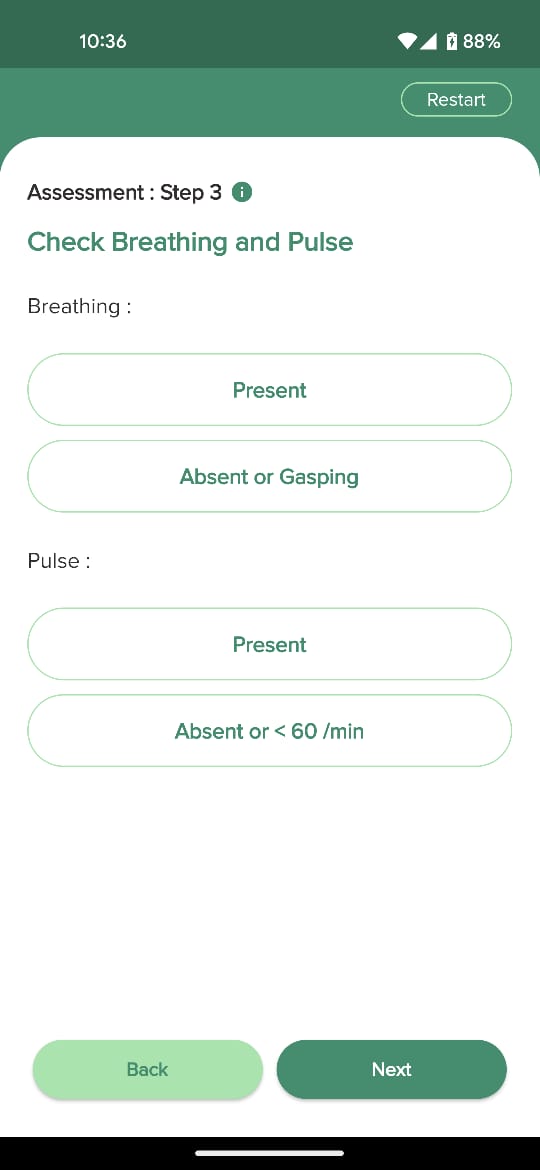 10:36
88%
Restart
Assessment : Step 3
Check Breathing and Pulse
Breathing :
Present
Absent or Gasping
Pulse :
Present
Absent or < 60 /min
Back
Next